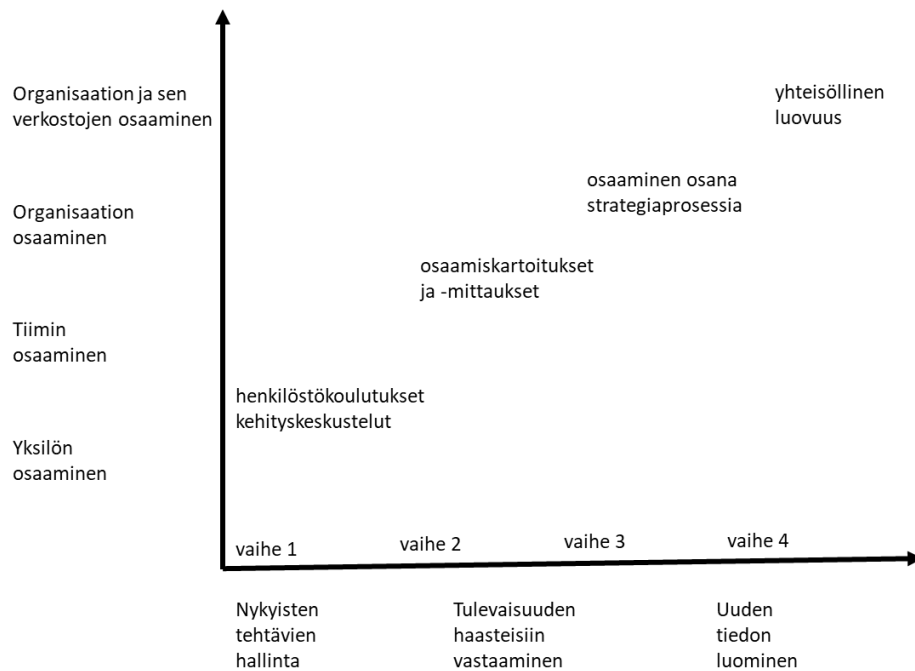 Organisaation ja sen
verkostojen osaaminen
yhteisöllinen
luovuus
osaaminen osana
strategiaprosessia
Organisaation
osaaminen
osaamiskartoitukset
ja -mittaukset
Tiimin
osaaminen
henkilöstökoulutukset
kehityskeskustelut
Yksilön
osaaminen
vaihe 1
vaihe 2
vaihe 3
vaihe 4
Nykyisten
tehtävien
hallinta
Tulevaisuuden
haasteisiin
vastaaminen
Uuden
tiedon
luominen